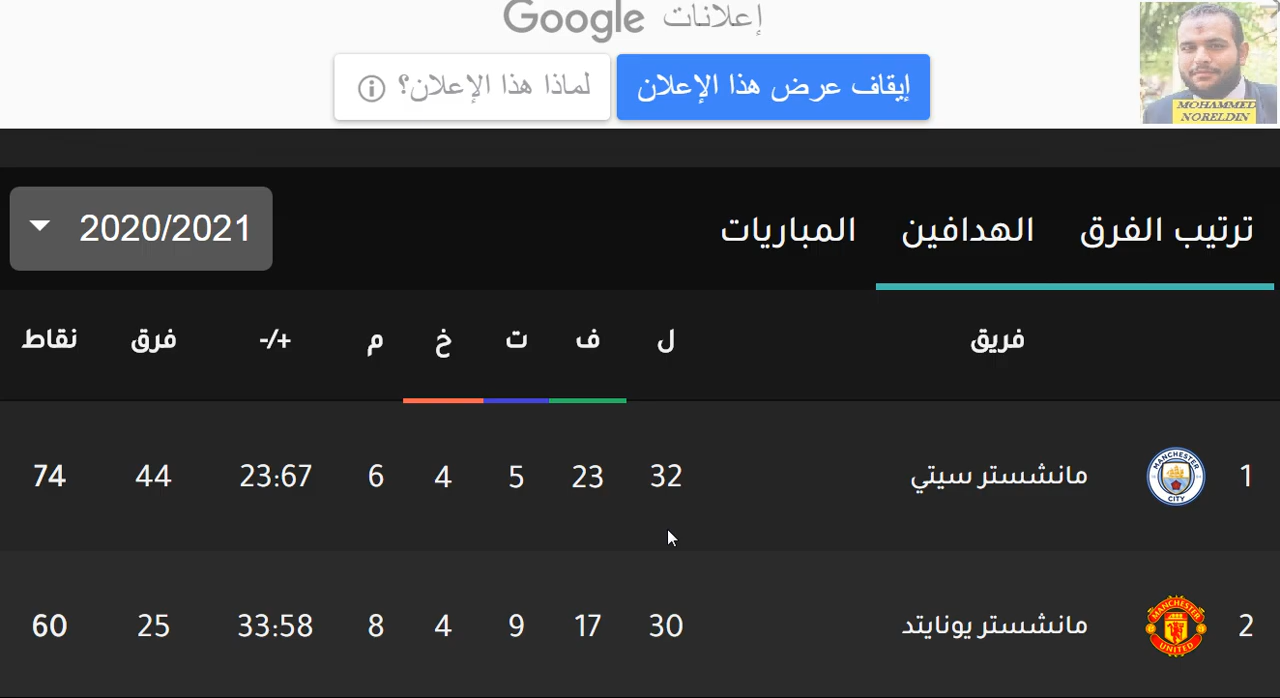 إعلانات Google
إيقاف عرض هذا الإعلان
لماذا هذا الإعلان؟
MOHAMMED
NORELDIN
ترتيب الفرق الهدافين المباريات 2020/2021
فريق ل ف ت خ م +/- فرق نقاط
1 MANCHESTER CITY مانشستر سيتي 32 23 5 4 6 23:67 44 74
2 MANCHESTER UNITED مانشستر يونايتد 30 17 9 4 8 33:58 25 60